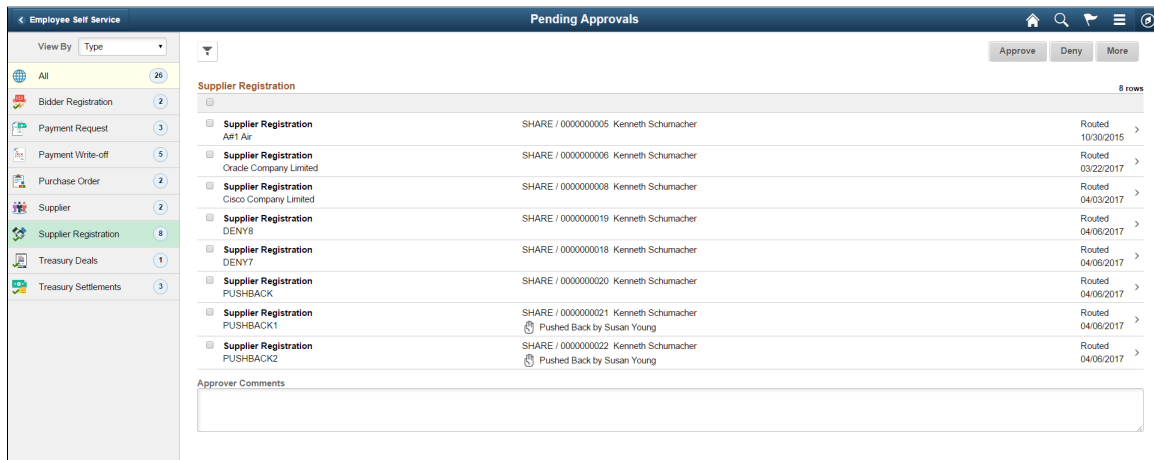 Employee Self Service
Pending Approvals
View By Type
Approve Deny More
All 26
Bidder Registration 2
Payment Request 3
Payment Write-off 5
Purchase Order 2
Supplier 2
Supplier Registration 8
Treasury Deals 1
Treasury Settlements 3
Supplier Registration
8 rows
Supplier Registration SHARE / 0000000005 Kenneth Schumacher Routed
A#1 Air 10/30/2015
Supplier Registration SHARE / 0000000006 Kenneth Schumacher Routed
Oracle Company Limited 03/22/2017
Supplier Registration SHARE / 0000000008 Kenneth Schumacher Routed
Cisco Company Limited 04/03/2017
Supplier Registration SHARE / 0000000019 Kenneth Schumacher Routed
DENY8 04/06/2017
Supplier Registration SHARE / 0000000018 Kenneth Schumacher Routed
DENY7 04/06/2017
Supplier Registration SHARE / 0000000020 Kenneth Schumacher Routed
PUSHBACK 04/06/2017
Supplier Registration SHARE / 0000000021 Kenneth Schumacher Routed
PUSHBACK1 Pushed Back by Susan Young 04/06/2017
Supplier Registration SHARE / 0000000022 Kenneth Schumacher Routed
PUSHBACK2 Pushed Back by Susan Young 04/06/2017
Approver Comments